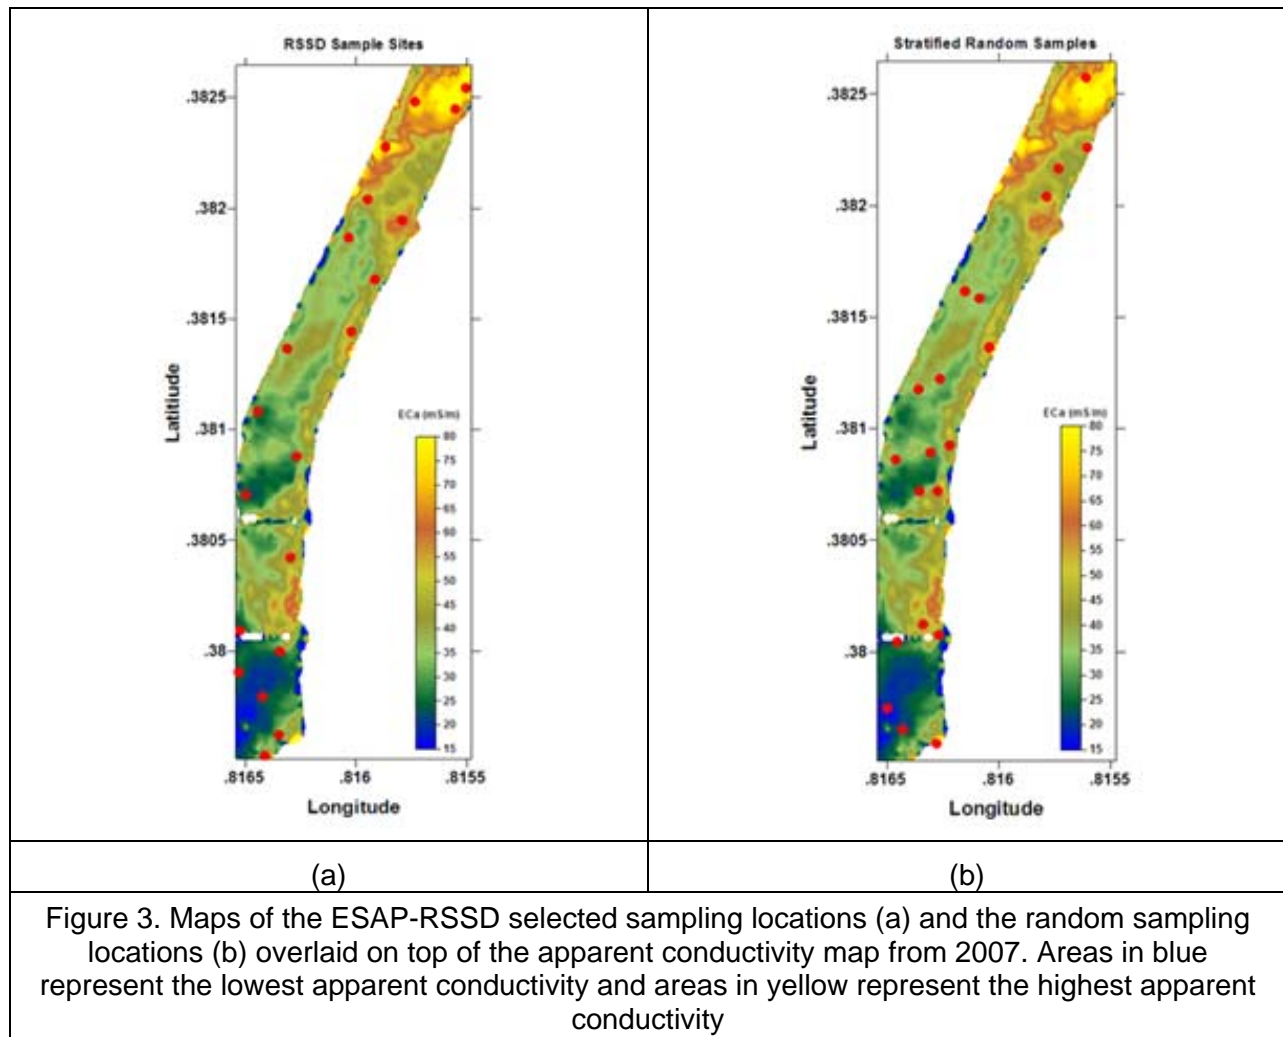 RSSD Sample Sites
.3825
.382
.3815
.381
.3805
.38
Latitiude
ECa (mS/m)
80
75
70
65
60
55
50
45
40
35
30
25
20
15
.8165 .816 .8155
Longitude
Stratified Random Samples
.3825
.382
.3815
.381
.3805
.38
Latitude
ECa (mS/m)
80
75
70
65
60
55
50
45
40
35
30
25
20
15
.8165 .816 .8155
Longitude
(a)
(b)
Figure 3. Maps of the ESAP-RSSD selected sampling locations (a) and the random sampling
locations (b) overlaid on top of the apparent conductivity map from 2007. Areas in blue
represent the lowest apparent conductivity and areas in yellow represent the highest apparent
conductivity